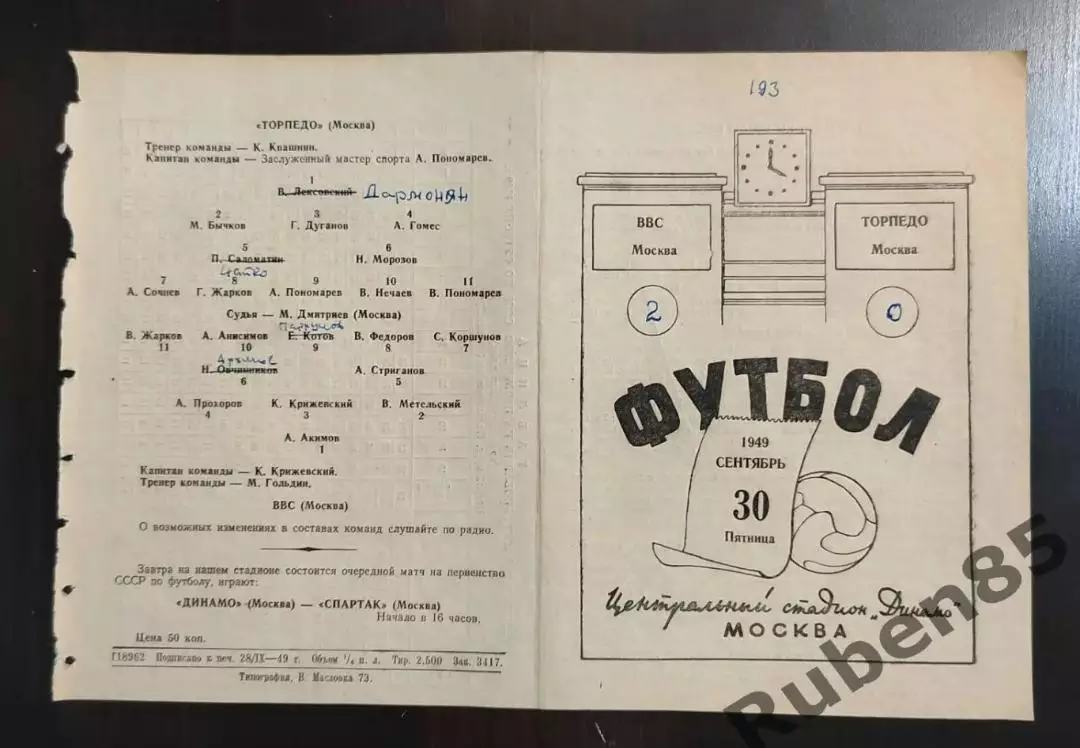 «ТОРПЕДО» (Москва)
Тренер команды — К. Квашнин.
Капитан команды — Заслуженный мастер спорта А. Пономарев.
1
В. Лексовский Дармонян
2 3 4
М. Бычков Г. Дуганов А. Гомес
5 6
П. Саломатин Н. Морозов
7 8 9 10 11
А. Сочнев Г. Жарков А. Пономарев В. Нечаев В. Пономарев
Судья — М. Дмитриев (Москва)
В. Жарков А. Анисимов Е. Котов В. Федоров С. Коршунов
11 10 9 8 7
Н. Овчинников А. Стриганов
6 5
А. Прохоров К. Крижевский В. Метельский
4 3 2
А. Акимов
1
Капитан команды — К. Крижевский.
Тренер команды — М. Гольдин.
ВВС (Москва)
О возможных изменениях в составах команд слушайте по радио.
Завтра на нашем стадионе состоится очередной матч на первенство
СССР по футболу, играют:
«ДИНАМО» (Москва) — «СПАРТАК» (Москва)
Начало в 16 часов.
Цена 50 коп.
Г18962 Подписано к печ. 28/IX—49 г. Объем 1/4 п. л. Тир. 2.500 Зак. 3417.
Типография, В. Масловка 73.
193
ВВС
Москва
ТОРПЕДО
Москва
2 0
ФУТБОЛ
1949
СЕНТЯБРЬ
30
Пятница
Центральный стадион „Динамо"
МОСКВА
Ruben85